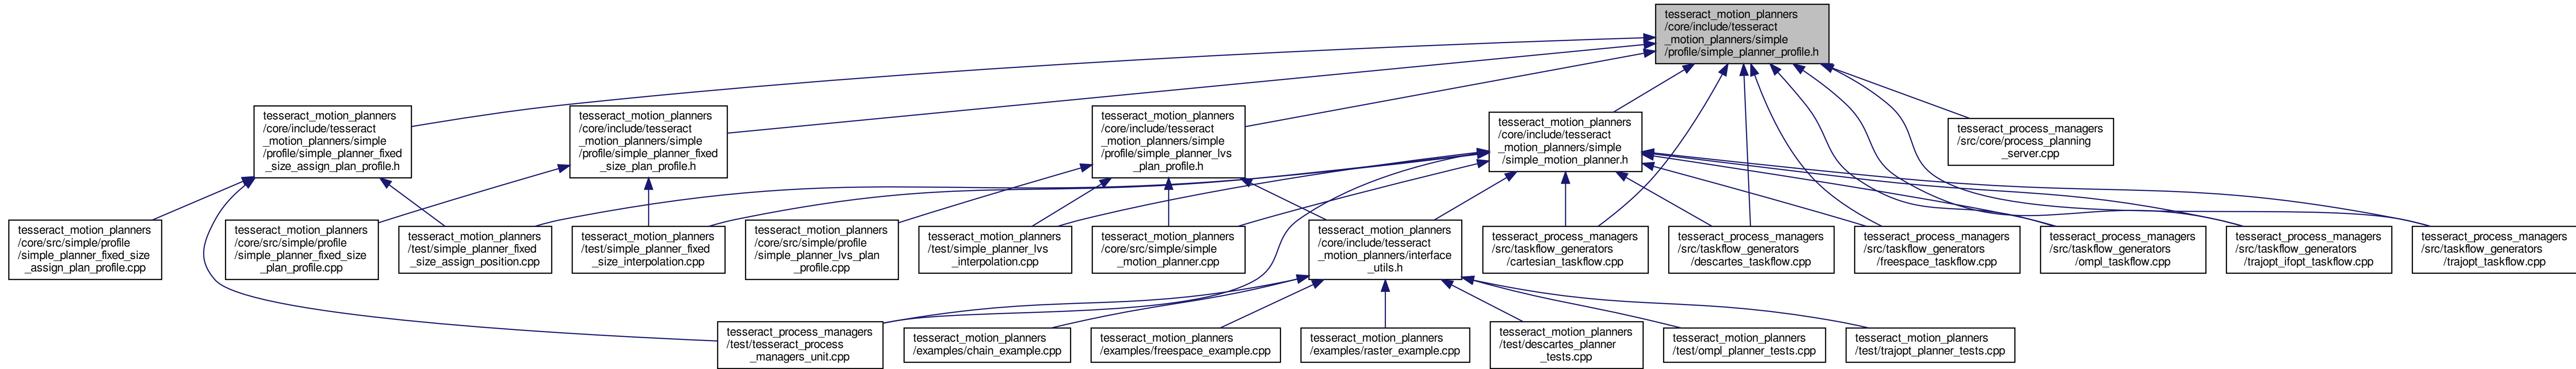 tesseract_motion_planners
/core/include/tesseract
_motion_planners/simple
/profile/simple_planner_profile.h
tesseract_motion_planners
/core/include/tesseract
_motion_planners/simple
/profile/simple_planner_fixed
_size_assign_plan_profile.h
tesseract_motion_planners
/core/include/tesseract
_motion_planners/simple
/profile/simple_planner_fixed
_size_plan_profile.h
tesseract_motion_planners
/core/include/tesseract
_motion_planners/simple
/profile/simple_planner_lvs
_plan_profile.h
tesseract_motion_planners
/core/include/tesseract
_motion_planners/simple
/simple_motion_planner.h
tesseract_process_managers
/src/core/process_planning
_server.cpp
tesseract_motion_planners
/core/src/simple/profile
/simple_planner_fixed_size
_assign_plan_profile.cpp
tesseract_motion_planners
/core/src/simple/profile
/simple_planner_fixed_size
_plan_profile.cpp
tesseract_motion_planners
/test/simple_planner_fixed
_size_assign_position.cpp
tesseract_motion_planners
/test/simple_planner_fixed
_size_interpolation.cpp
tesseract_motion_planners
/core/src/simple/profile
/simple_planner_lvs_plan
_profile.cpp
tesseract_motion_planners
/test/simple_planner_lvs
_interpolation.cpp
tesseract_motion_planners
/core/src/simple/simple
_motion_planner.cpp
tesseract_motion_planners
/core/include/tesseract
_motion_planners/interface
_utils.h
tesseract_process_managers
/src/taskflow_generators
/cartesian_taskflow.cpp
tesseract_process_managers
/src/taskflow_generators
/descartes_taskflow.cpp
tesseract_process_managers
/src/taskflow_generators
/freespace_taskflow.cpp
tesseract_process_managers
/src/taskflow_generators
/ompl_taskflow.cpp
tesseract_process_managers
/src/taskflow_generators
/trajopt_ifopt_taskflow.cpp
tesseract_process_managers
/src/taskflow_generators
/trajopt_taskflow.cpp
tesseract_process_managers
/test/tesseract_process
_managers_unit.cpp
tesseract_motion_planners
/examples/chain_example.cpp
tesseract_motion_planners
/examples/freespace_example.cpp
tesseract_motion_planners
/examples/raster_example.cpp
tesseract_motion_planners
/test/descartes_planner
_tests.cpp
tesseract_motion_planners
/test/ompl_planner_tests.cpp
tesseract_motion_planners
/test/trajopt_planner_tests.cpp